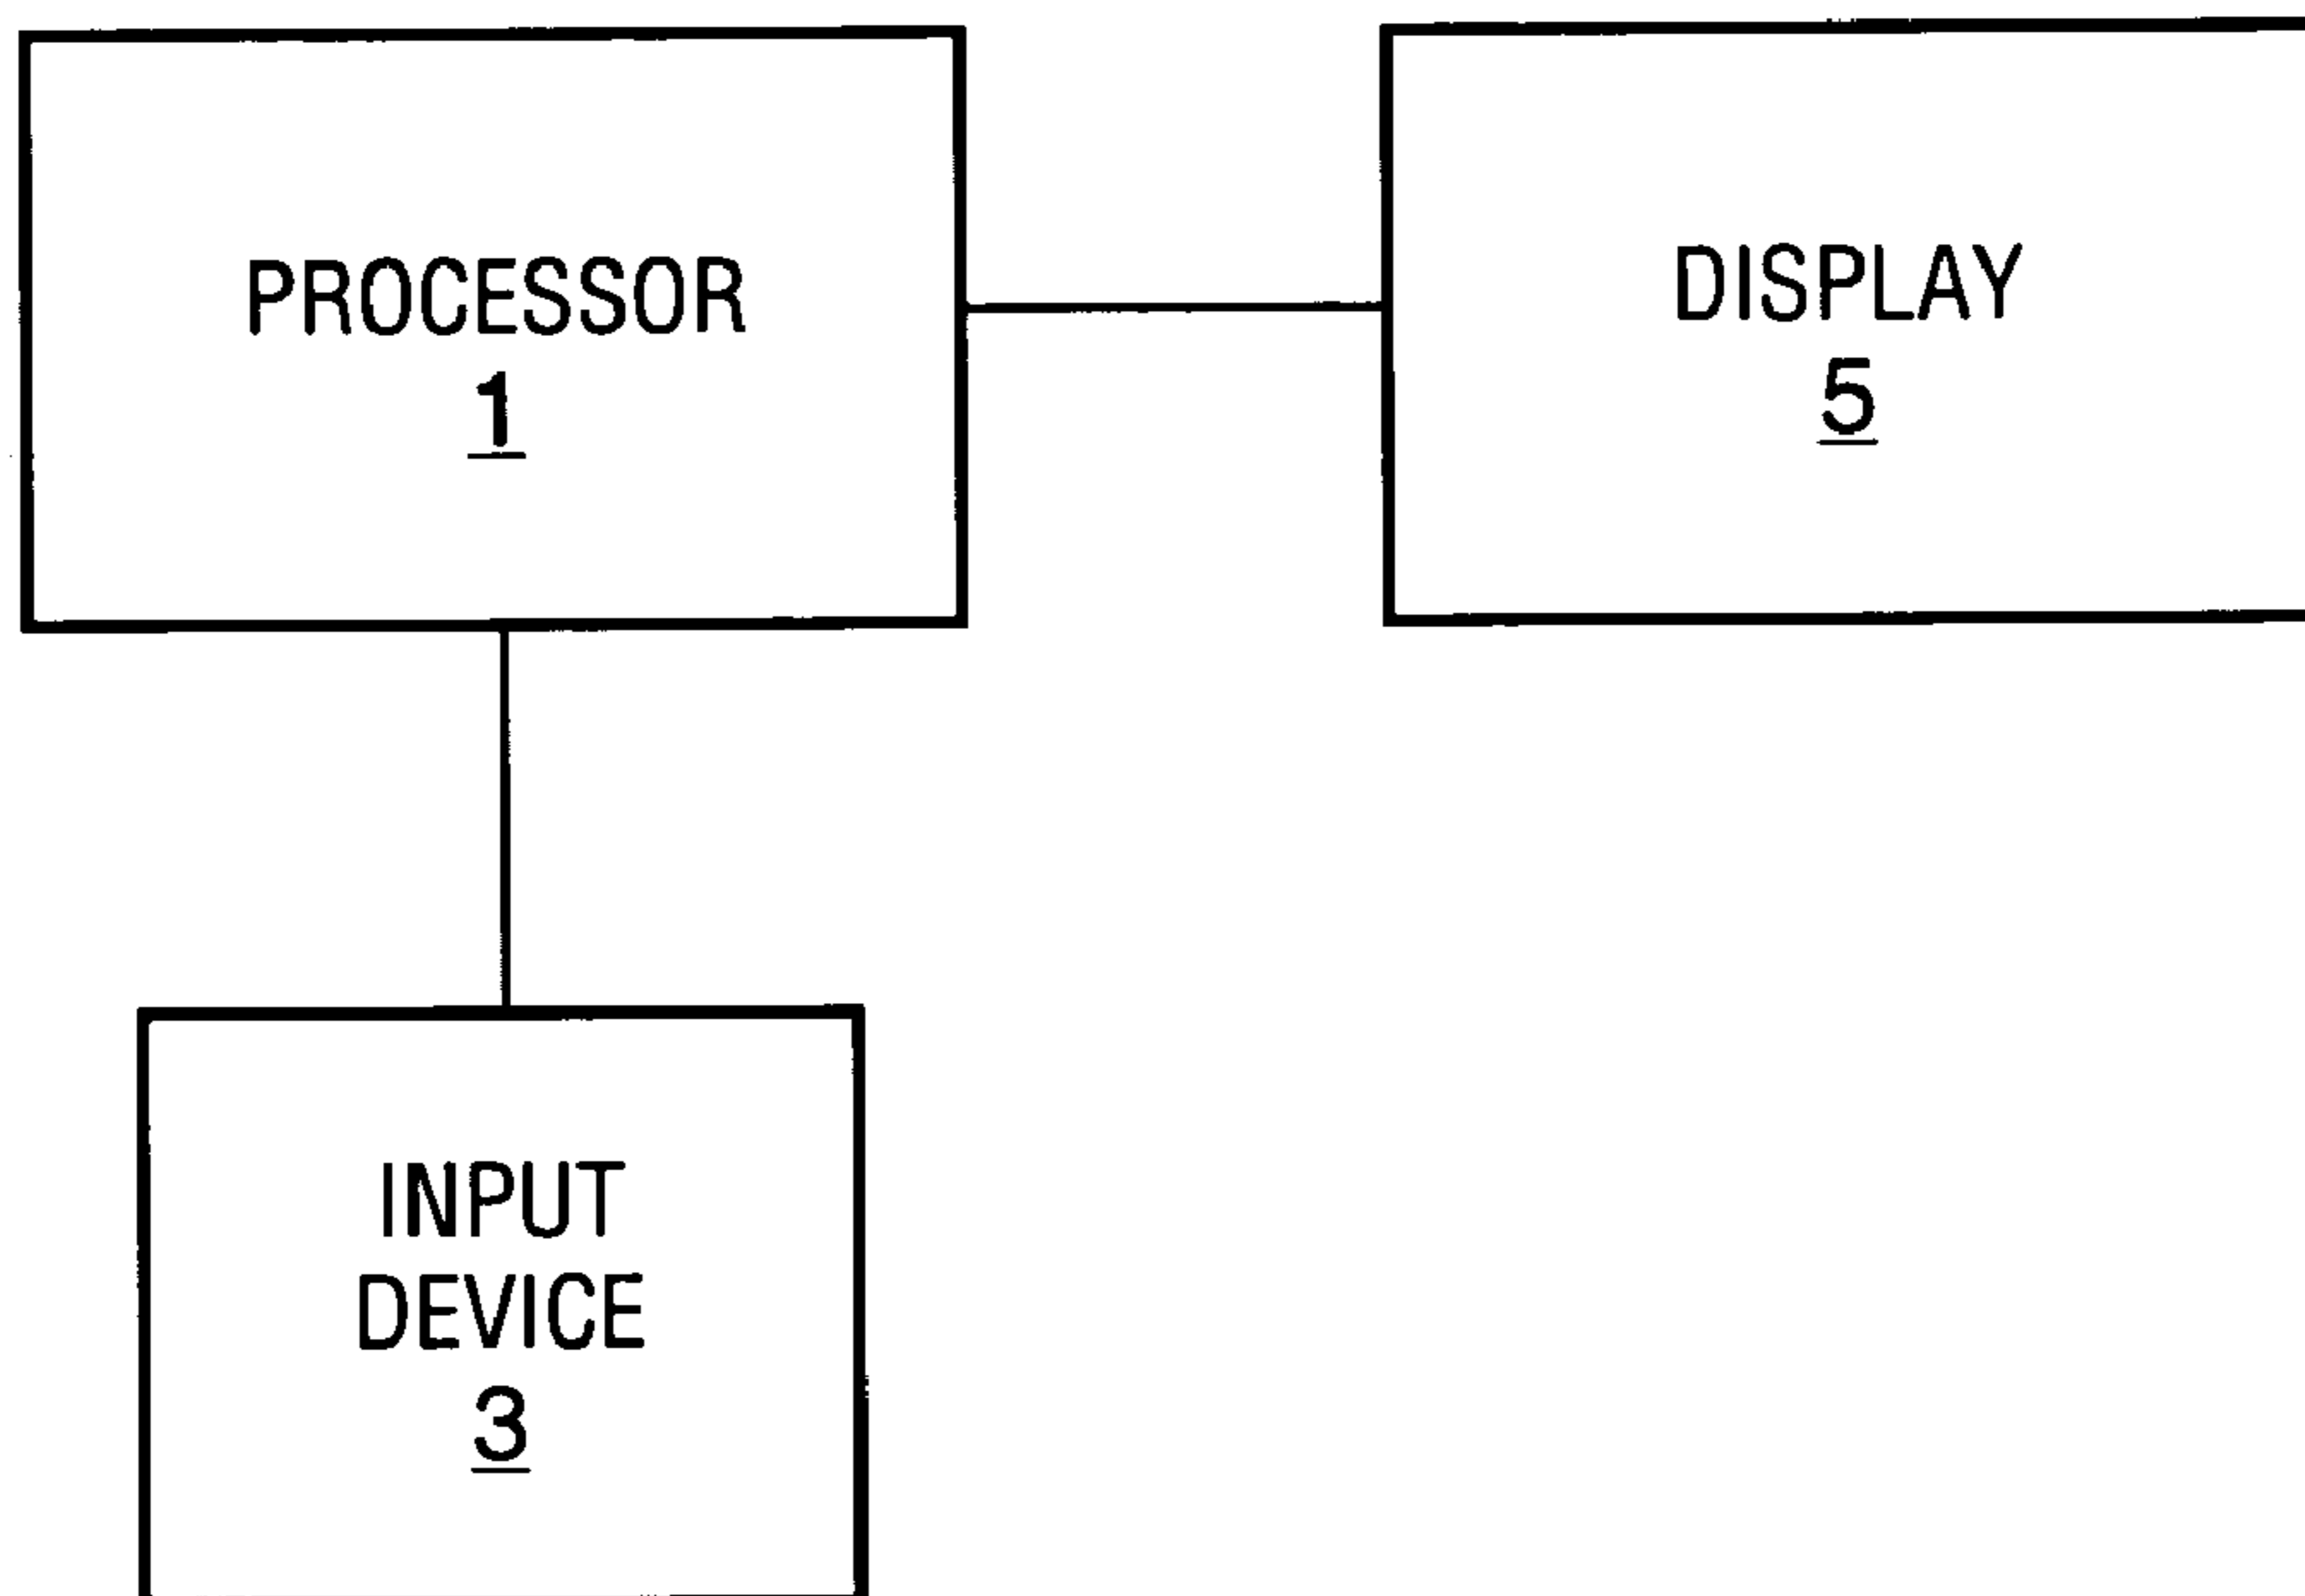 PROCESSOR
1
DISPLAY
5
INPUT
DEVICE
3